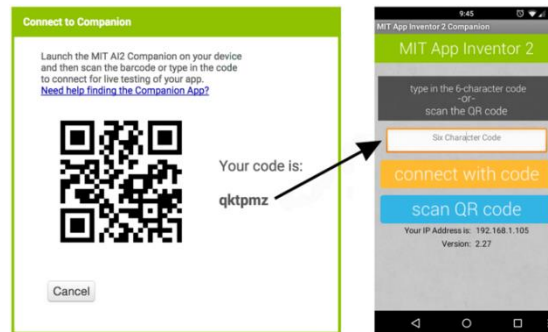 Connect to Companion
Launch the MIT AI2 Companion on your device
and then scan the barcode or type in the code
to connect for live testing of your app.
Need help finding the Companion App?
Your code is:
qktpmz
Cancel
9:45
MIT App Inventor 2 Companion
MIT App Inventor 2
type in the 6-character code
-or-
scan the QR code
Six Character Code
connect with code
scan QR code
Your IP Address is: 192.168.1.105
Version: 2.27